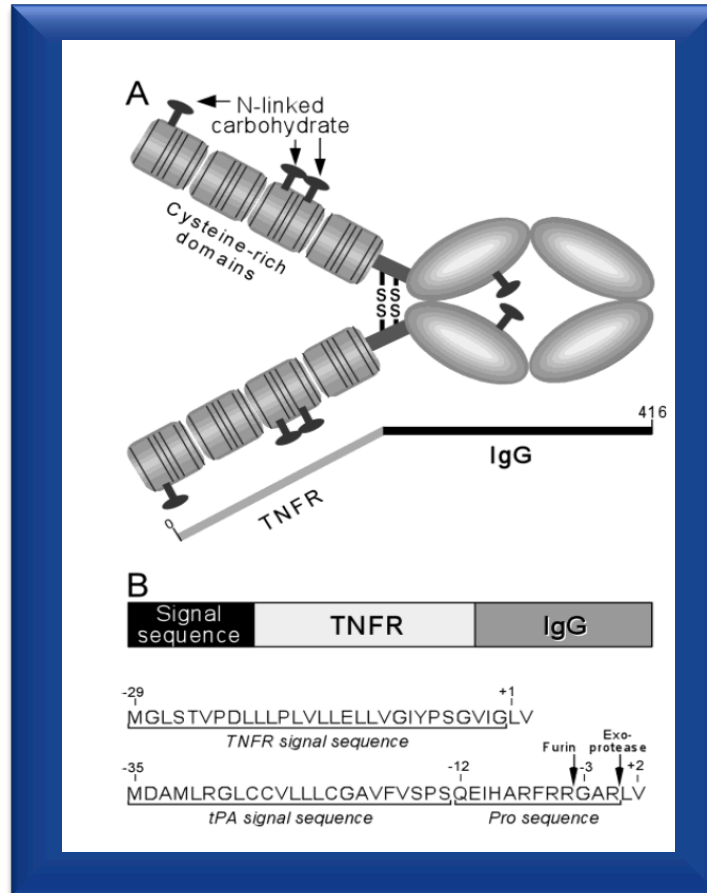 A
N-linked
carbohydrate
Cysteine-rich
domains
S S
S S
416
IgG
0
TNFR
B
Signal
sequence
TNFR
IgG
-29
+1
MGLSTVPDLLLPLVLLELLVGIYPSGVIGLV
TNFR signal sequence
Furin
Exo-
protease
-35
-12
-3
+2
MDAMLRGLCCVLLLCGAVFVSPSQEIHARFRRGARLV
tPA signal sequence
Pro sequence